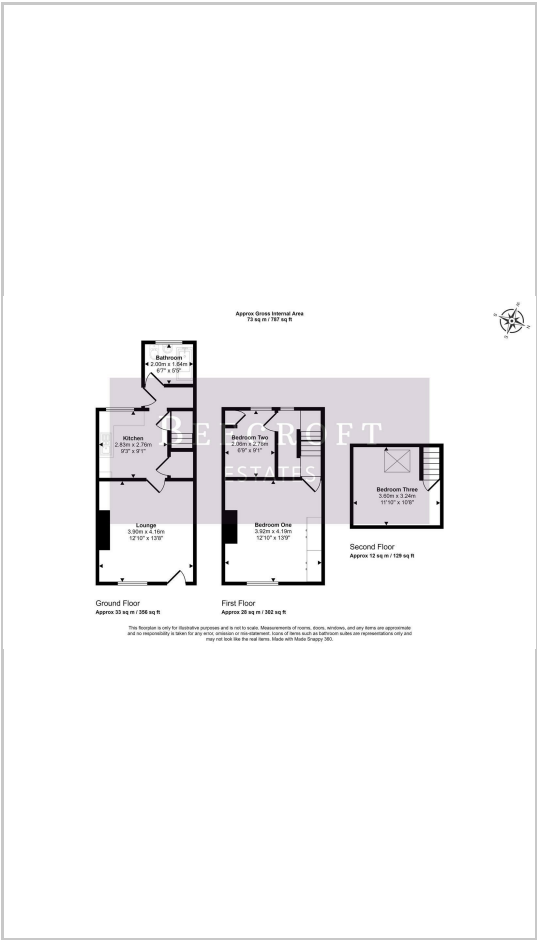 Approx Gross Internal Area
73 sq m / 787 sq ft
Bathroom
2.00m x 1.64m
6'7" x 5'5"
Kitchen
2.83m x 2.76m
9'3" x 9'1"
Lounge
3.90m x 4.16m
12'10" x 13'8"
Ground Floor
Approx 33 sq m / 356 sq ft
BEECROFT
ESTATES
Bedroom Two
2.06m x 2.76m
6'9" x 9'1"
Bedroom One
3.92m x 4.19m
12'10" x 13'9"
First Floor
Approx 28 sq m / 302 sq ft
Bedroom Three
3.60m x 3.24m
11'10" x 10'8"
Second Floor
Approx 12 sq m / 129 sq ft
This floorplan is only for illustrative purposes and is not to scale. Measurements of rooms, doors, windows, and any items are approximate
and no responsibility is taken for any error, omission or mis-statement. Icons of items such as bathroom suites are representations only and
may not look like the real items. Made with Made Snappy 360.